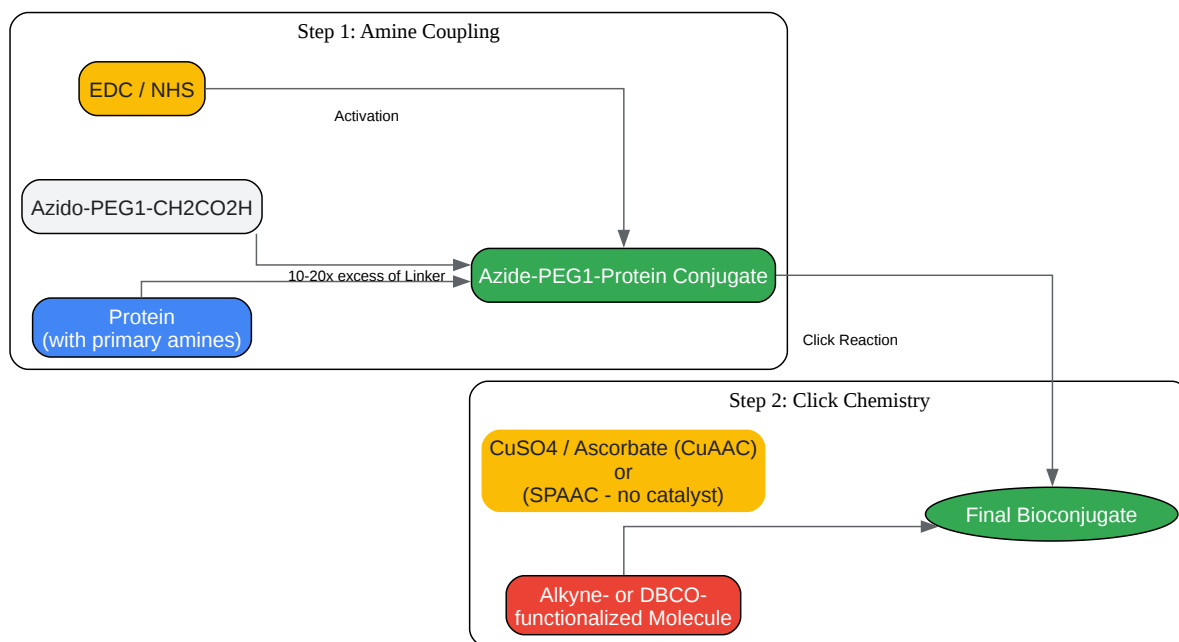 Step 1: Amine Coupling
EDC / NHS
Activation
Azido-PEG1-CH2CO2H
10-20x excess of Linker
Azide-PEG1-Protein Conjugate
Protein
(with primary amines)
Click Reaction
Step 2: Click Chemistry
CuSO4 / Ascorbate (CuAAC)
or
(SPAAC - no catalyst)
Final Bioconjugate
Alkyne- or DBCO-
functionalized Molecule